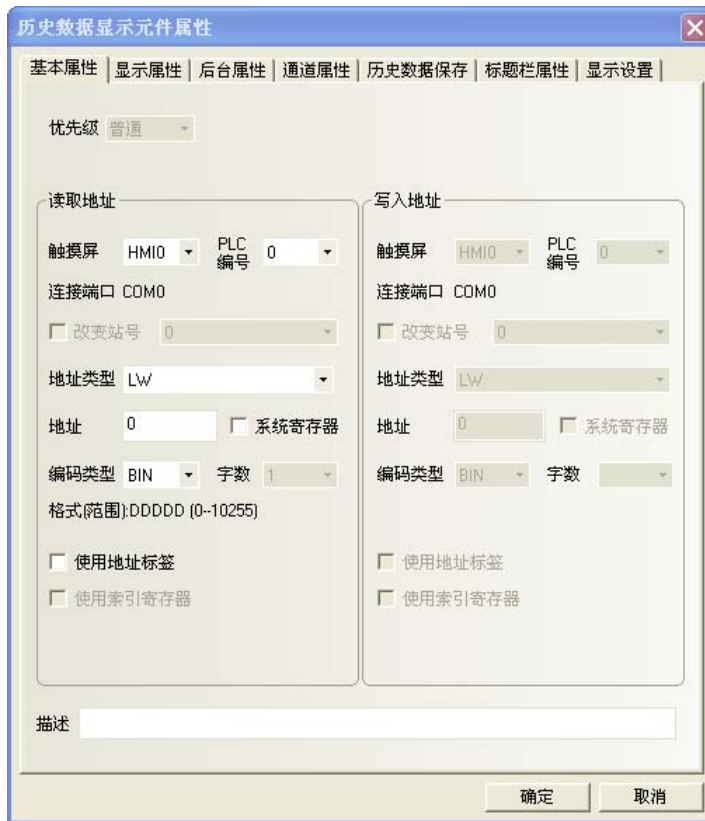 历史数据显示元件属性
基本属性 显示属性 后台属性 通道属性 历史数据保存 标题栏属性 显示设置
优先级 普通
读取地址
触摸屏 HMI0 PLC编号 0
连接端口 COM0
改变站号 0
地址类型 LW
地址 0 系统寄存器
编码类型 BIN 字数 1
格式(范围):DDDDD (0--10255)
使用地址标签
使用索引寄存器
写入地址
触摸屏 HMI0 PLC编号 0
连接端口 COM0
改变站号 0
地址类型 LW
地址 0 系统寄存器
编码类型 BIN 字数
使用地址标签
使用索引寄存器
描述
确定 取消